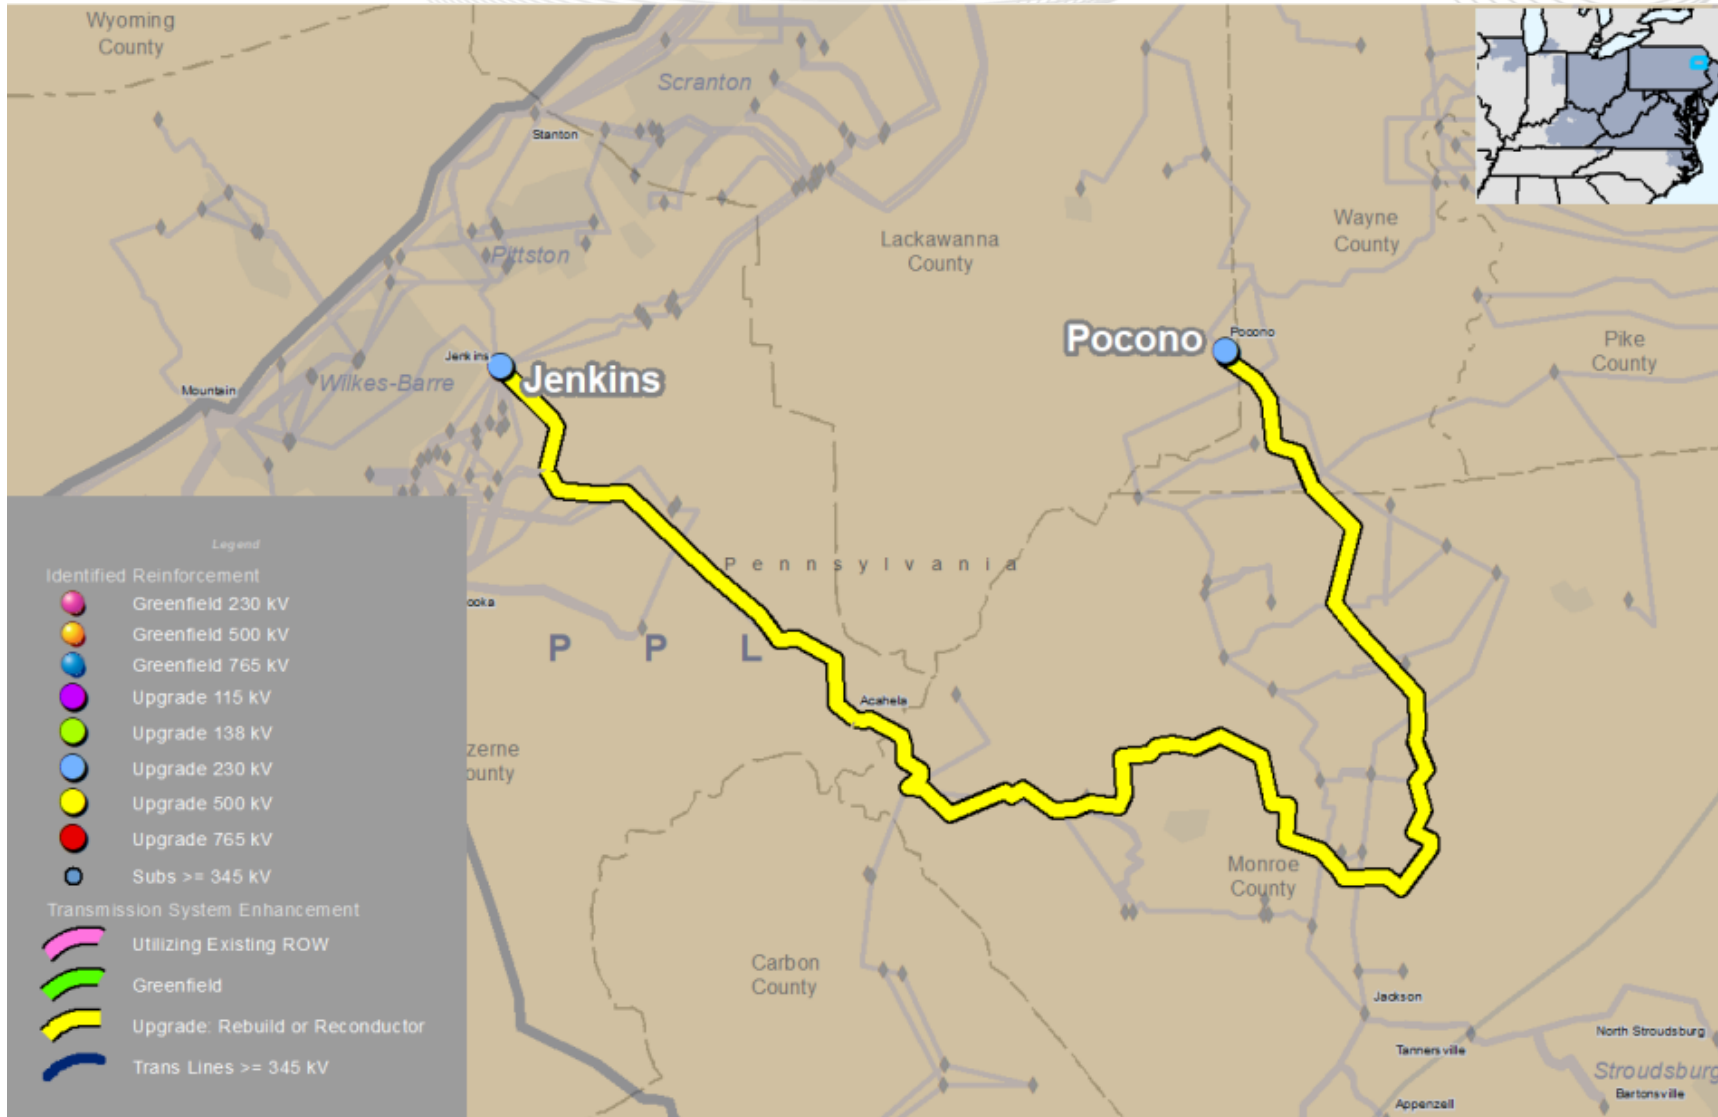 Wyoming
County
Scranton
Stanton
Lackawanna
County
Wayne
County
Pittston
Pocono
Pocono
Pike
County
Jenkins
Jenkins
Wilkes-Barre
Mountain
Pennsylvania
PPL
Acahela
Monroe
County
Carbon
County
Jackson
North Stroudsburg
Tannersville
Stroudsburg
Bartonsville
Appenzell
ooka
zerne
ounty
Legend
Identified Reinforcement
Greenfield 230 kV
Greenfield 500 kV
Greenfield 765 kV
Upgrade 115 kV
Upgrade 138 kV
Upgrade 230 kV
Upgrade 500 kV
Upgrade 765 kV
Subs >= 345 kV
Transmission System Enhancement
Utilizing Existing ROW
Greenfield
Upgrade: Rebuild or Reconductor
Trans Lines >= 345 kV